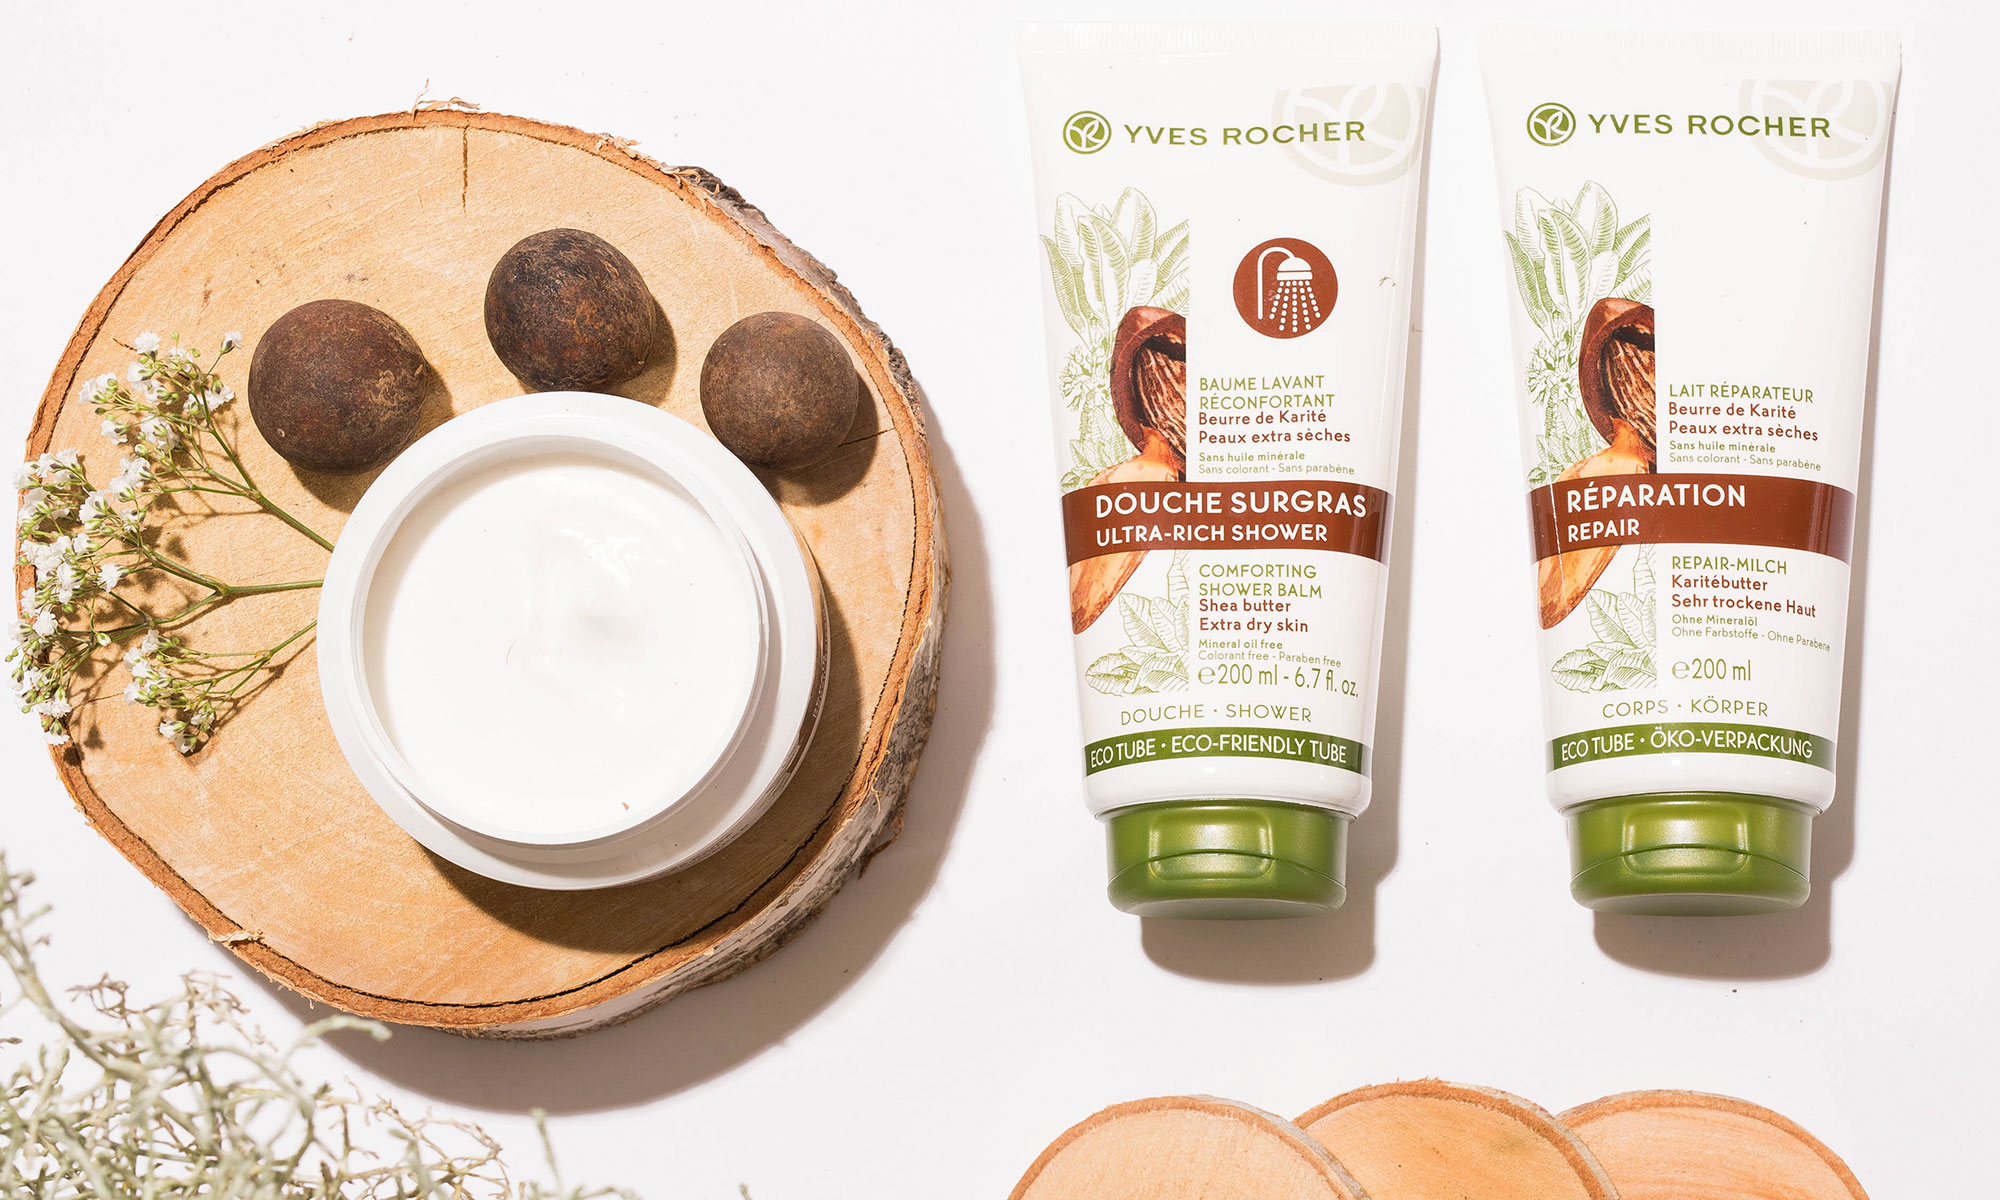 YVES ROCHER
BAUME LAVANT
RÉCONFORTANT
Beurre de Karité
Peaux extra sèches
Sans huile minérale
Sans colorant - Sans parabène
DOUCHE SURGRAS
ULTRA-RICH SHOWER
COMFORTING
SHOWER BALM
Shea butter
Extra dry skin
Mineral oil free
Colorant free - Paraben free
℮200 ml - 6.7 fl. oz.
DOUCHE • SHOWER
ECO TUBE • ECO-FRIENDLY TUBE
YVES ROCHER
LAIT RÉPARATEUR
Beurre de Karité
Peaux extra sèches
Sans huile minérale
Sans colorant - Sans parabène
RÉPARATION
REPAIR
REPAIR-MILCH
Karitébutter
Sehr trockene Haut
Ohne Mineralöl
Ohne Farbstoffe - Ohne Parabene
℮200 ml
CORPS • KÖRPER
ECO TUBE • ÖKO-VERPACKUNG